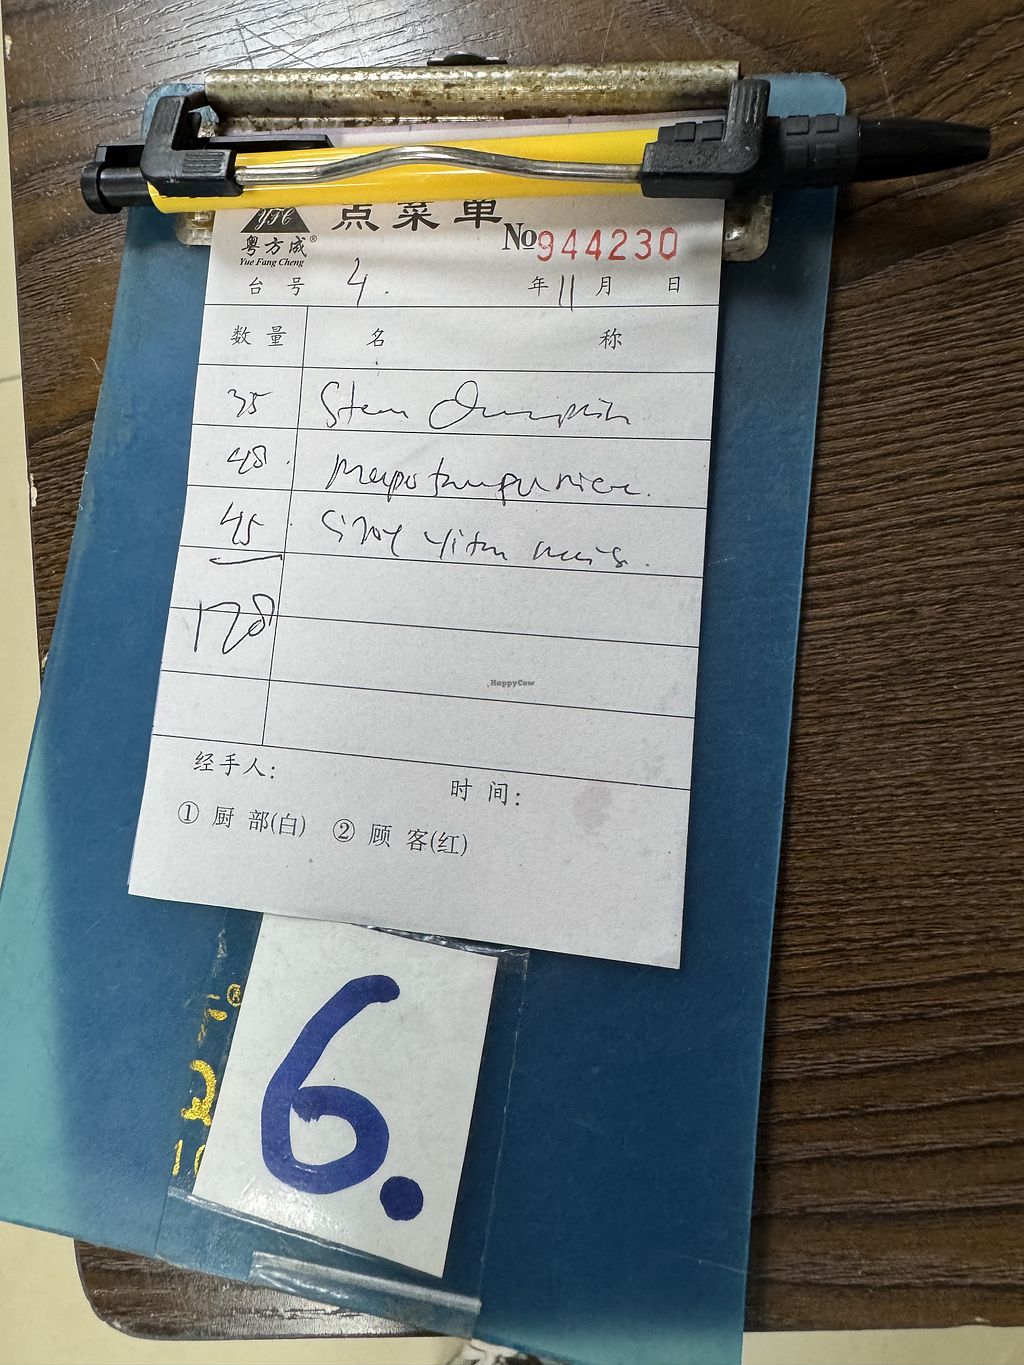 YFC 点菜单
粤方成®
Yue Fang Cheng
№944230
台号 4. 年 11 月 日
数量 名 称
35 Steam Dumplin
48. Mapo tofu rice.
45
128
HappyCow
经手人:
时间:
① 厨部(白) ② 顾客(红)
6.